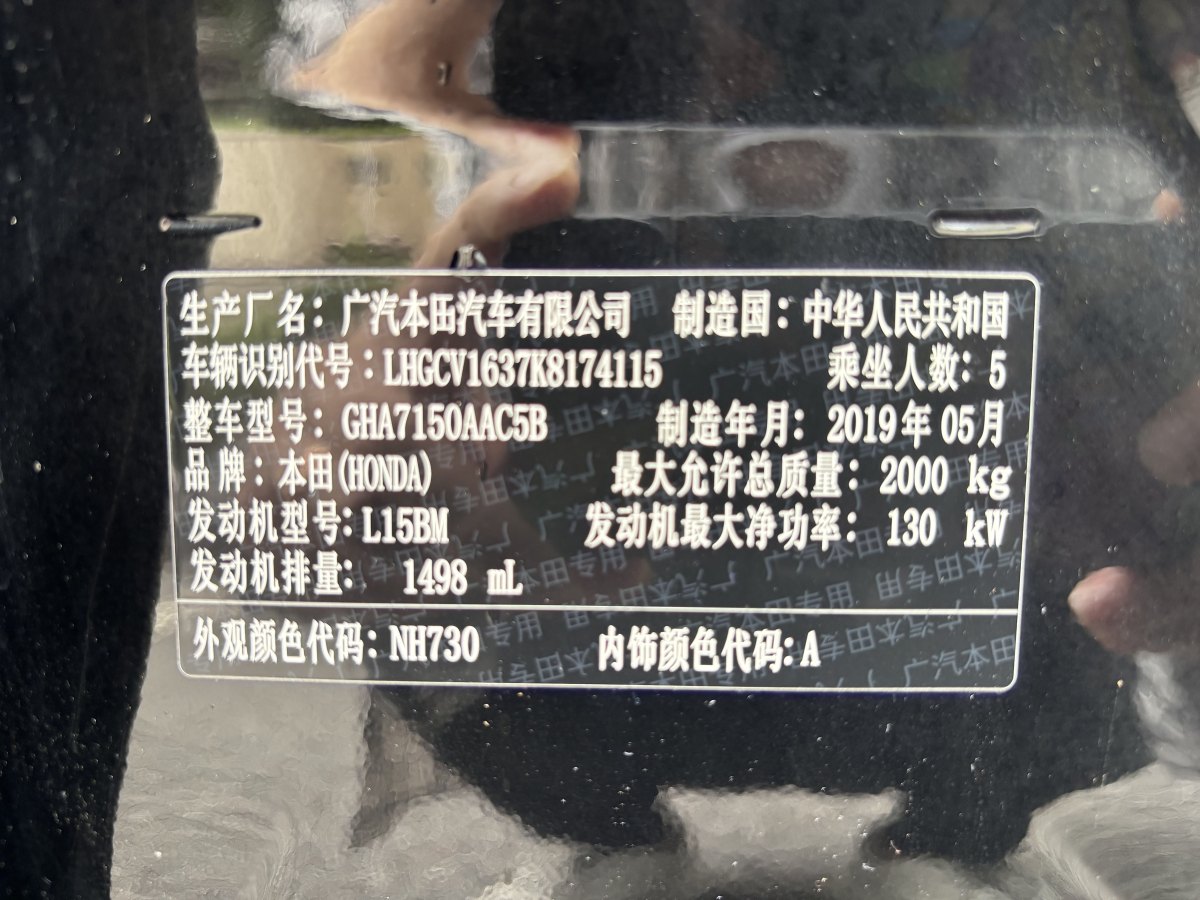 生产厂名：广汽本田汽车有限公司 制造国：中华人民共和国
车辆识别代号：LHGCV1637K8174115 乘坐人数：5
整车型号：GHA7150AAC5B 制造年月：2019年05月
品牌：本田(HONDA) 最大允许总质量：2000 kg
发动机型号：L15BM 发动机最大净功率：130 kW
发动机排量： 1498 mL
外观颜色代码：NH730 内饰颜色代码：A